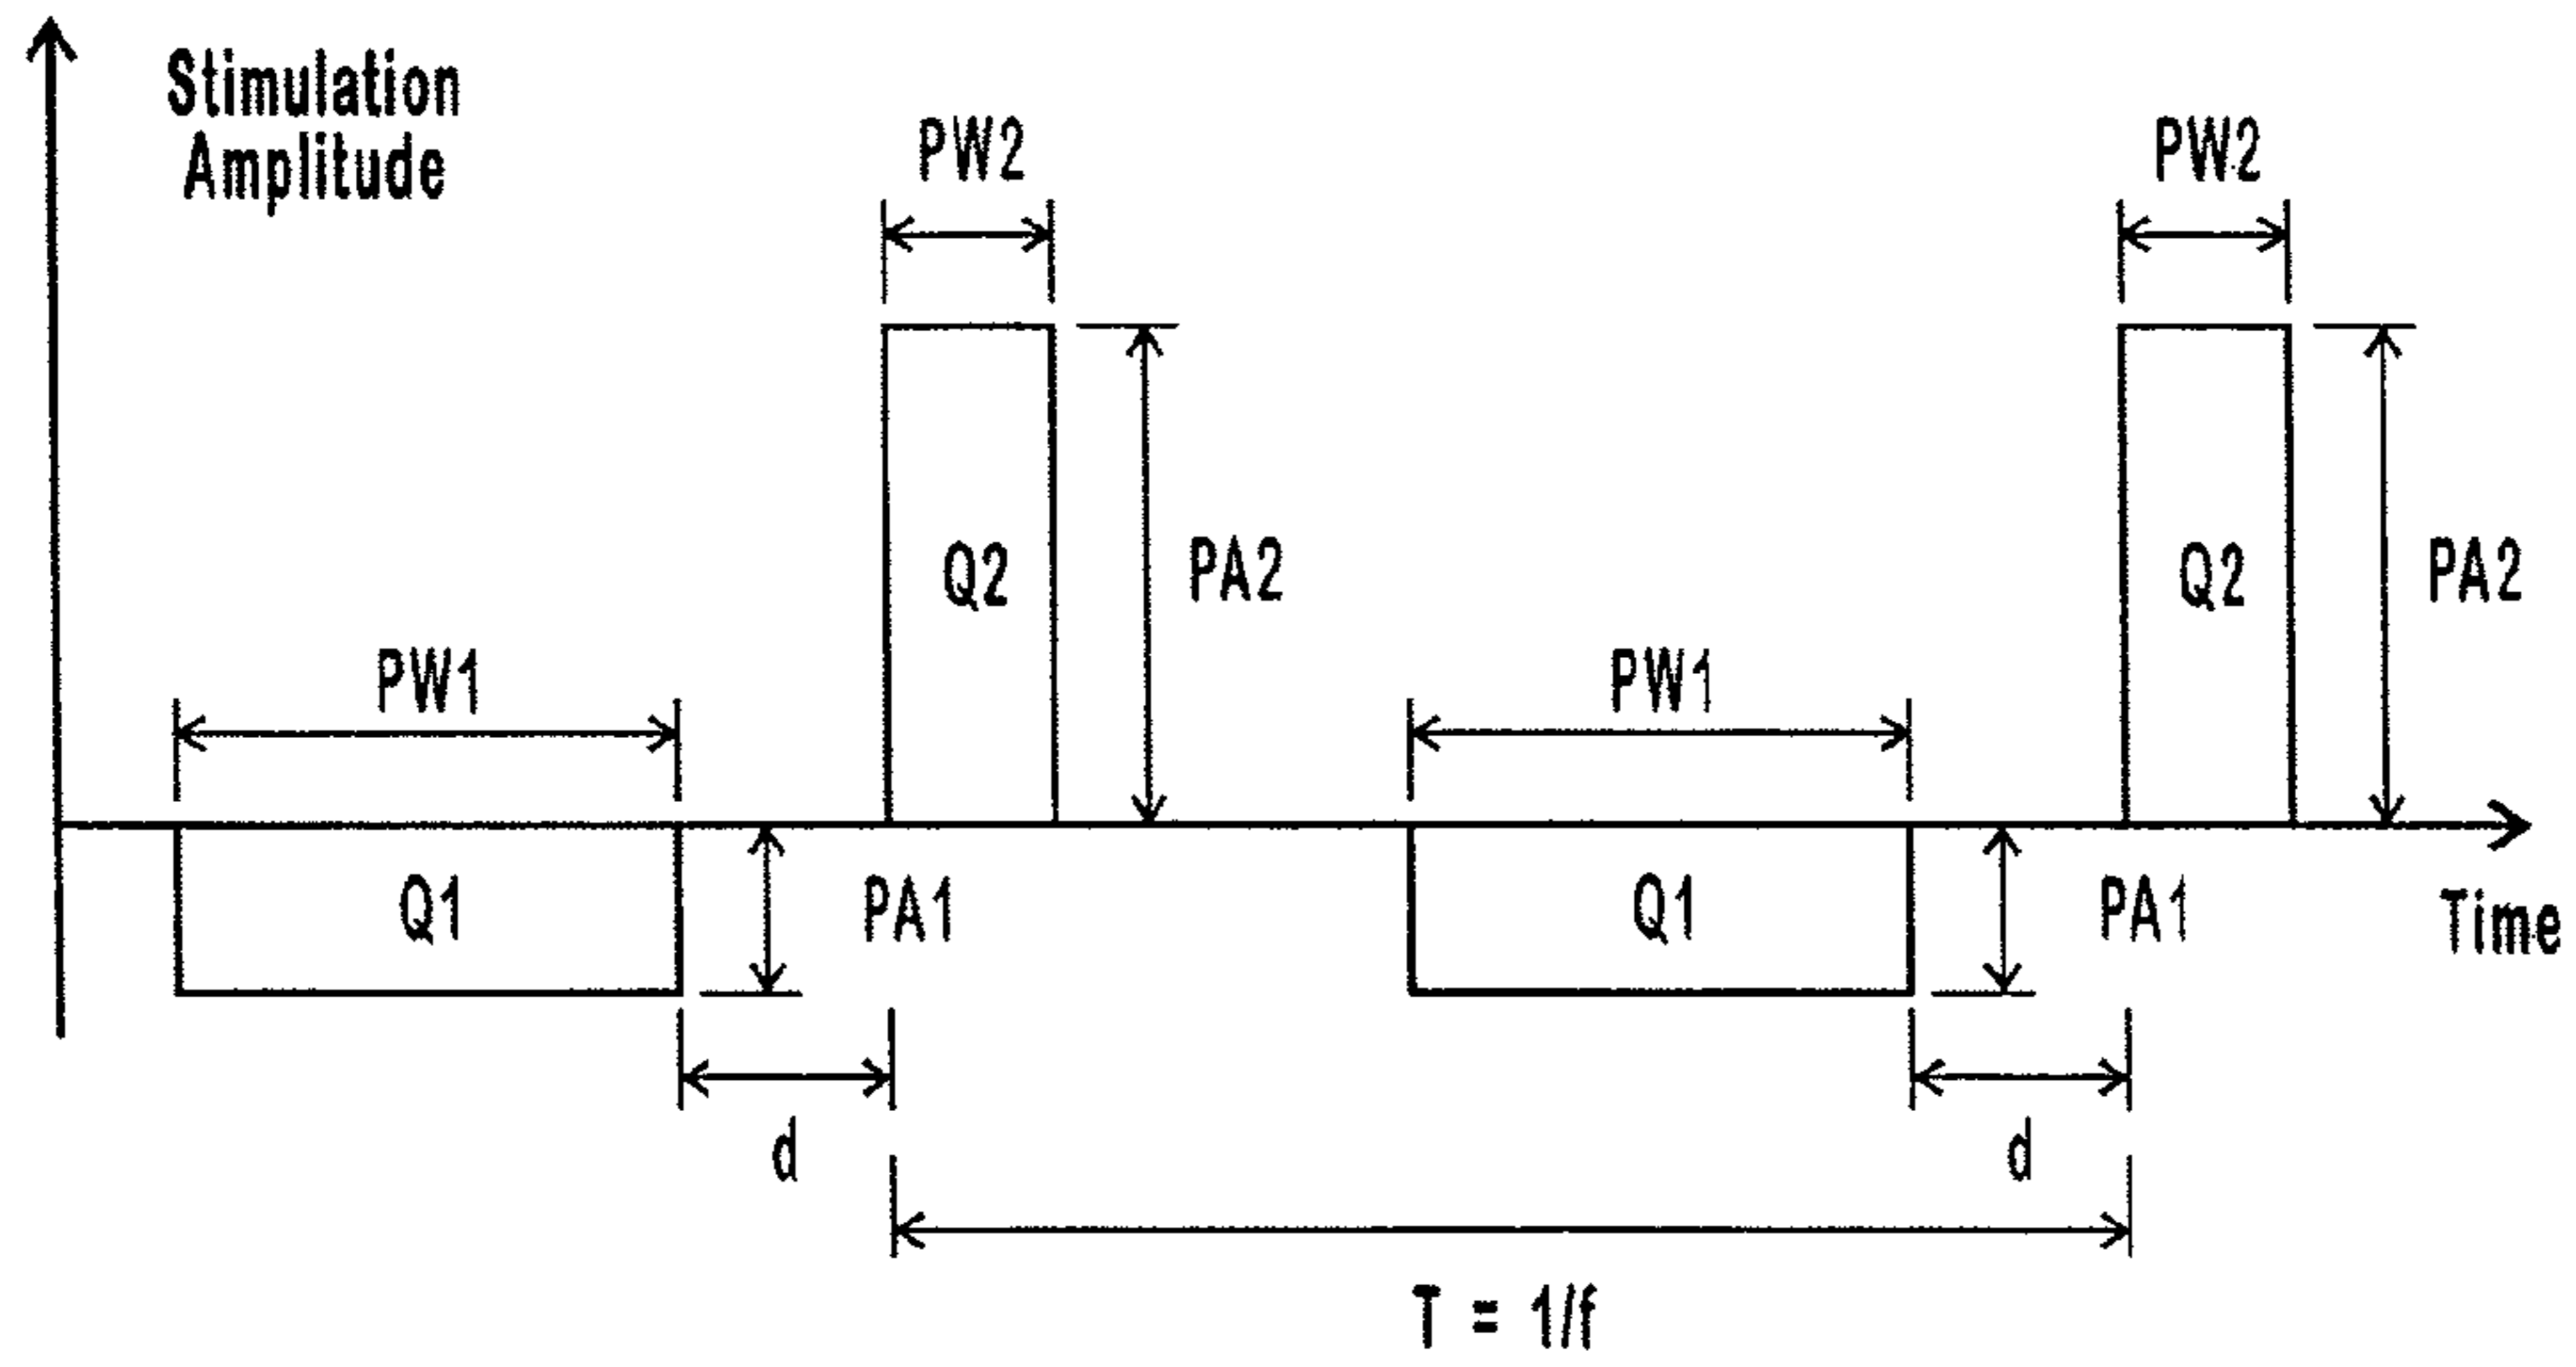 Stimulation
Amplitude
PW2
PW2
Q2
PA2
Q2
PA2
PW1
PW1
Q1
PA1
Q1
PA1
Time
d
d
T = 1/f